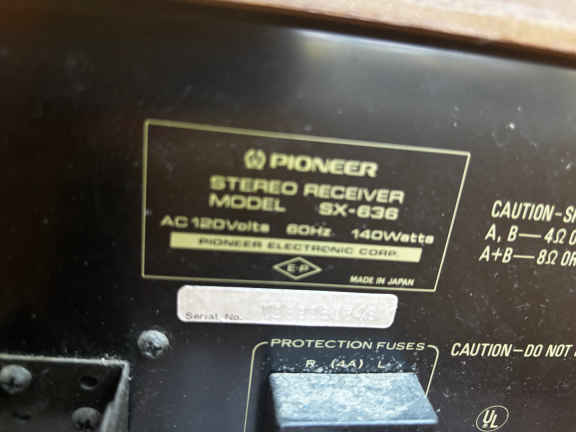 PIONEER
STEREO RECEIVER
MODEL SX-636
AC 120Volts 60Hz 140Watts
PIONEER ELECTRONIC CORP.
E-P
MADE IN JAPAN
Serial No.
PROTECTION FUSES
R (4A) L
CAUTION-S
A, B—4Ω O
A+B—8Ω OR
CAUTION-DO NOT
UL